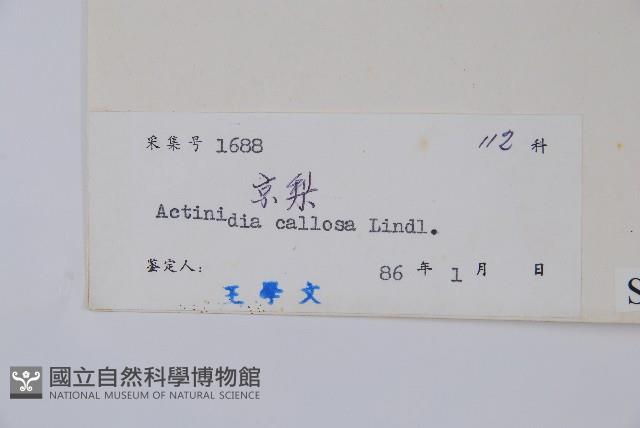 采集号 1688 112 科
京梨
Actinidia callosa Lindl.
鉴定人: 86 年 1 月 日
王學文
S
國立自然科學博物館
NATIONAL MUSEUM OF NATURAL SCIENCE